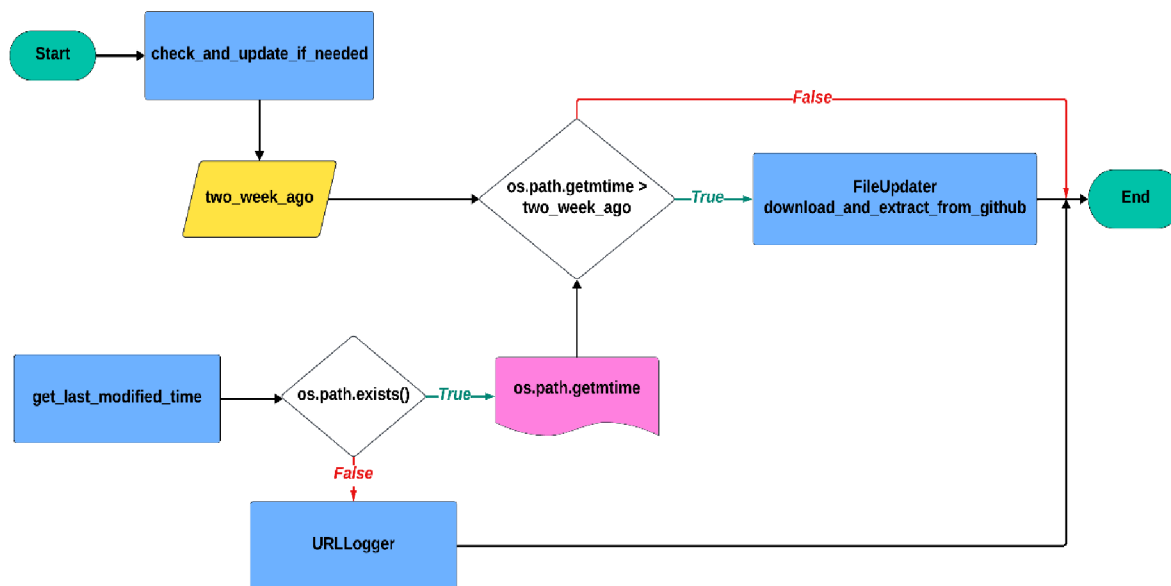 Start
check_and_update_if_needed
False
two_week_ago
os.path.getmtime >
two_week_ago
True
FileUpdater
download_and_extract_from_github
End
get_last_modified_time
os.path.exists()
True
os.path.getmtime
False
URLLogger